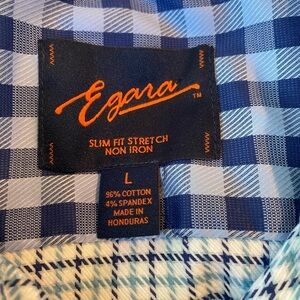 Egara TM
SLIM FIT STRETCH
NON IRON
L
96% COTTON
4% SPANDEX
MADE IN
HONDURAS